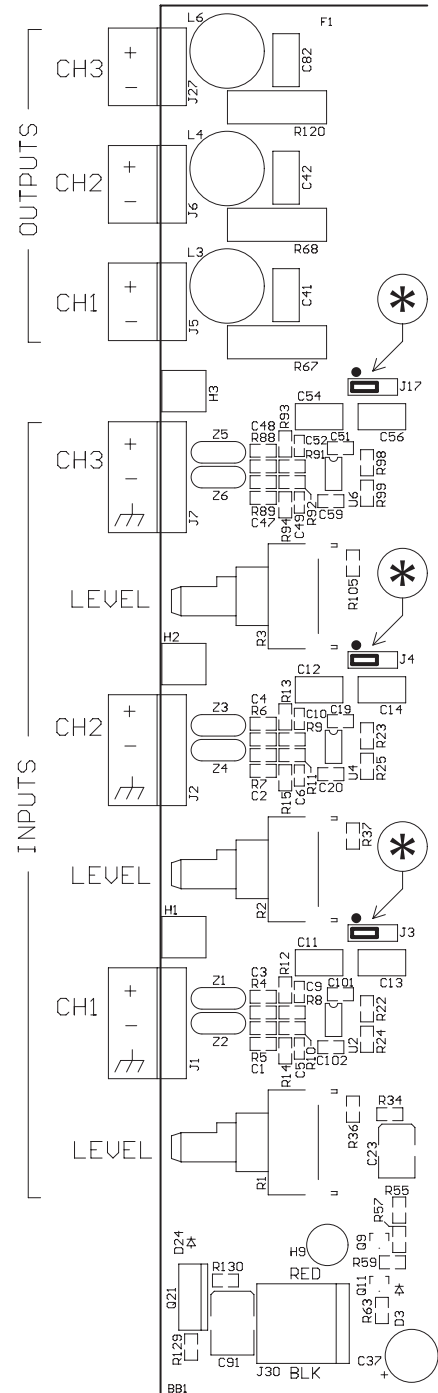 F1
L6
C82
CH3
+
-
J27
R120
OUTPUTS
L4
C42
CH2
+
-
J6
R68
L3
C41
CH1
+
-
J5
R67
*
H3
J17
C54
C56
R93
C48
R88
C52
C51
R91
R98
Z5
CH3
+
-
Z6
R99
U6
J7
R89
C47
R94
C49
R92
C59
LEVEL
R3
R105
*
H2
J4
C12
C14
R13
C4
R6
C10
C19
R9
R23
Z3
CH2
+
-
Z4
R25
U4
J2
R7
C2
R15
C6
R11
C20
INPUTS
LEVEL
R2
R37
*
H1
J3
C11
C13
R12
C3
R4
C9
C101
R8
R22
Z1
CH1
+
-
Z2
R24
U2
J1
R5
C1
R14
C5
R10
C102
LEVEL
R1
R36
R34
C23
R55
R57
D24
H9
Q9
R59
RED
R130
Q21
Q11
R63
D3
R129
C91
J30
BLK
C37
+
BB1